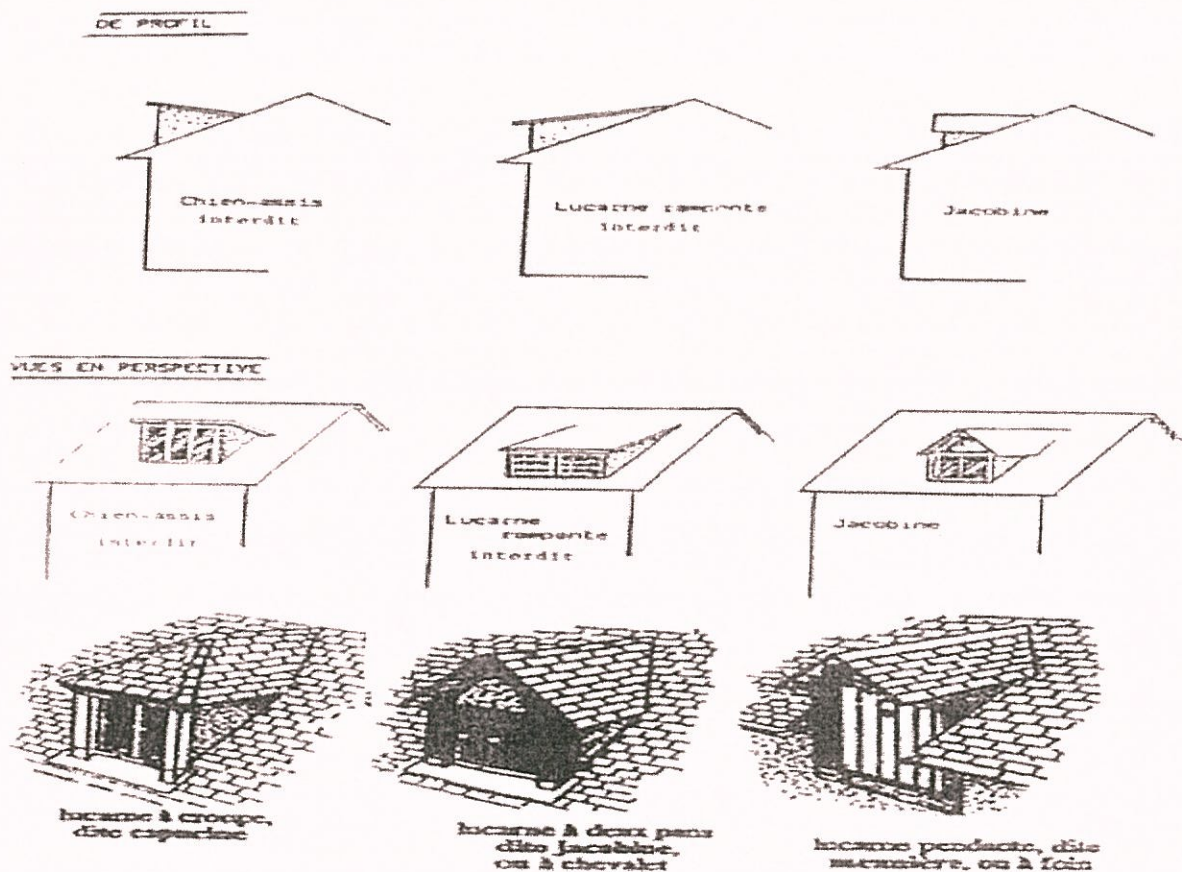 DE PROFIL
Chien-assis
interdit
Lucarne rampante
interdit
Jacobine
VUES EN PERSPECTIVE
Chien-assis
interdit
Lucarne
rampante
interdit
Jacobine
lucarne à croupe,
dite capucine
lucarne à deux pans
dite jacobine,
ou à chevalet
lucarne pendante, dite
meunière, ou à foin